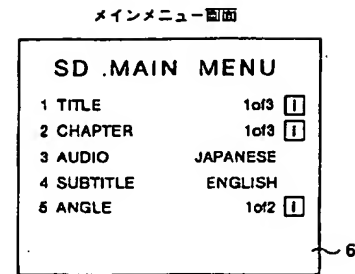 メインメニュー画面
SD .MAIN MENU
1 TITLE 1of3 I
2 CHAPTER 1of3 I
3 AUDIO JAPANESE
4 SUBTITLE ENGLISH
5 ANGLE 1of2 I
6